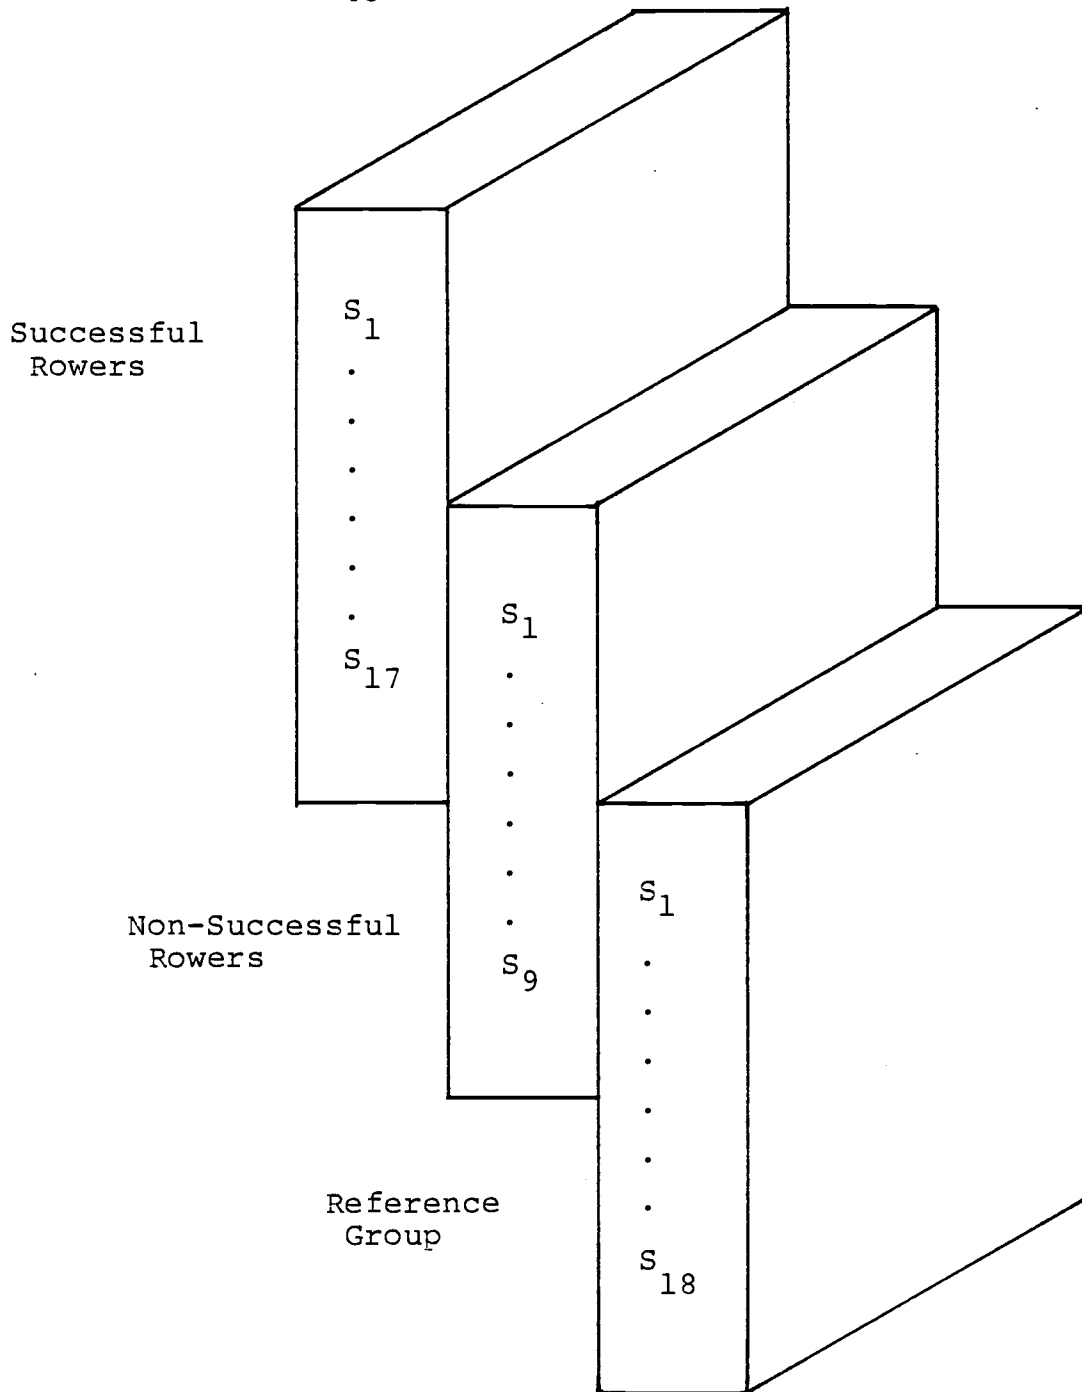 Successful
Rowers
S1
.
.
.
.
.
.
S17
Non-Successful
Rowers
S1
.
.
.
.
.
.
S9
Reference
Group
S1
.
.
.
.
.
.
S18